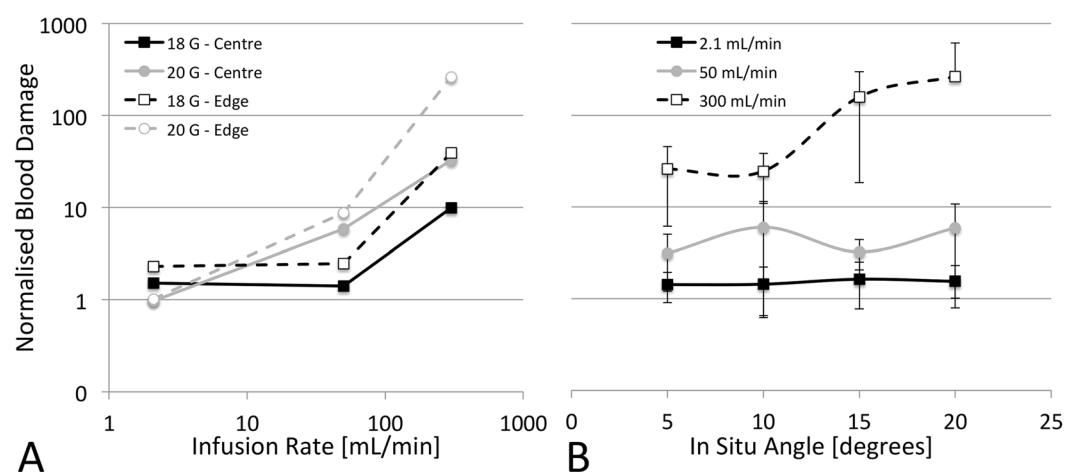 Normalised Blood Damage
1000
100
10
1
0
18 G - Centre
20 G - Centre
18 G - Edge
20 G - Edge
1 10 100 1000
Infusion Rate [mL/min]
A
2.1 mL/min
50 mL/min
300 mL/min
0 5 10 15 20 25
In Situ Angle [degrees]
B